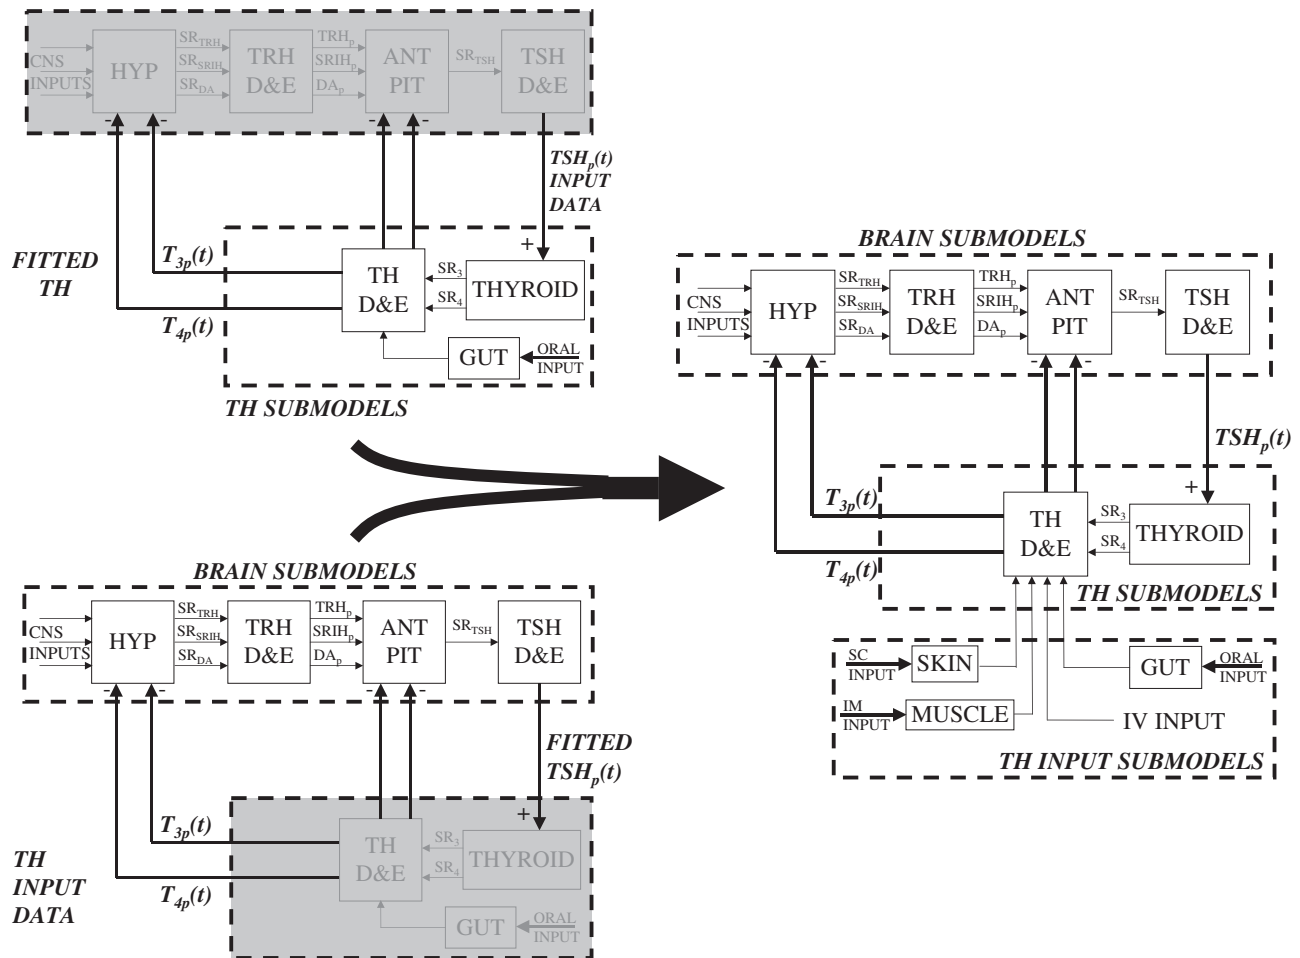 CNS
INPUTS
HYP
SR_TRH
SR_SRIH
SR_DA
TRH
D&E
TRH_p
SRIH_p
DA_p
ANT
PIT
SR_TSH
TSH
D&E
-
-
-
-
TSH_p(t)
INPUT
DATA
FITTED
TH
T_3p(t)
T_4p(t)
TH
D&E
SR_3
SR_4
+
THYROID
GUT
ORAL
INPUT
TH SUBMODELS
BRAIN SUBMODELS
CNS
INPUTS
HYP
SR_TRH
SR_SRIH
SR_DA
TRH
D&E
TRH_p
SRIH_p
DA_p
ANT
PIT
SR_TSH
TSH
D&E
-
-
-
-
FITTED
TSH_p(t)
TH
INPUT
DATA
T_3p(t)
T_4p(t)
TH
D&E
SR_3
SR_4
+
THYROID
GUT
ORAL
INPUT
BRAIN SUBMODELS
CNS
INPUTS
HYP
SR_TRH
SR_SRIH
SR_DA
TRH
D&E
TRH_p
SRIH_p
DA_p
ANT
PIT
SR_TSH
TSH
D&E
-
-
-
-
TSH_p(t)
T_3p(t)
T_4p(t)
TH
D&E
SR_3
SR_4
+
THYROID
TH SUBMODELS
SC
INPUT
SKIN
IM
INPUT
MUSCLE
GUT
ORAL
INPUT
IV INPUT
TH INPUT SUBMODELS